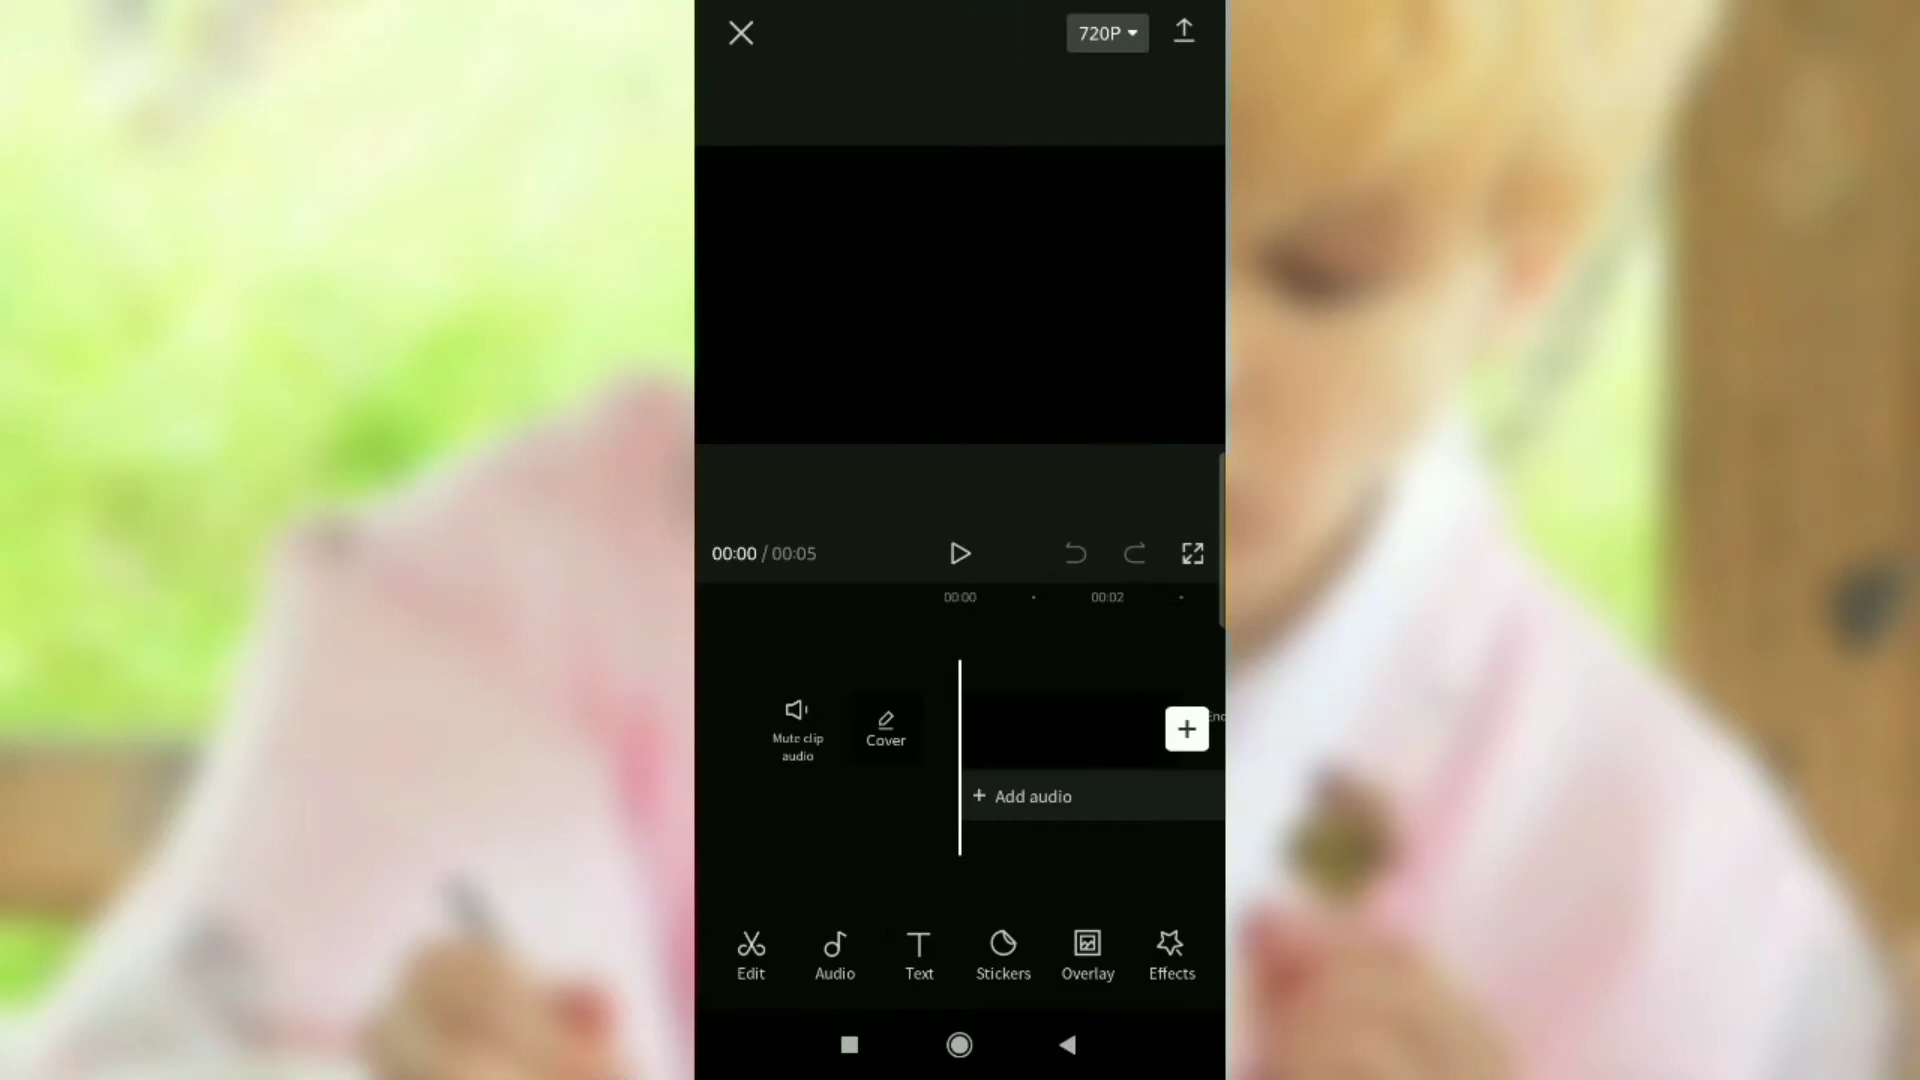 720P
00:00 / 00:05
00:00
00:02
Mute clip
audio
Cover
+ Add audio
Edit
Audio
Text
Stickers
Overlay
Effects